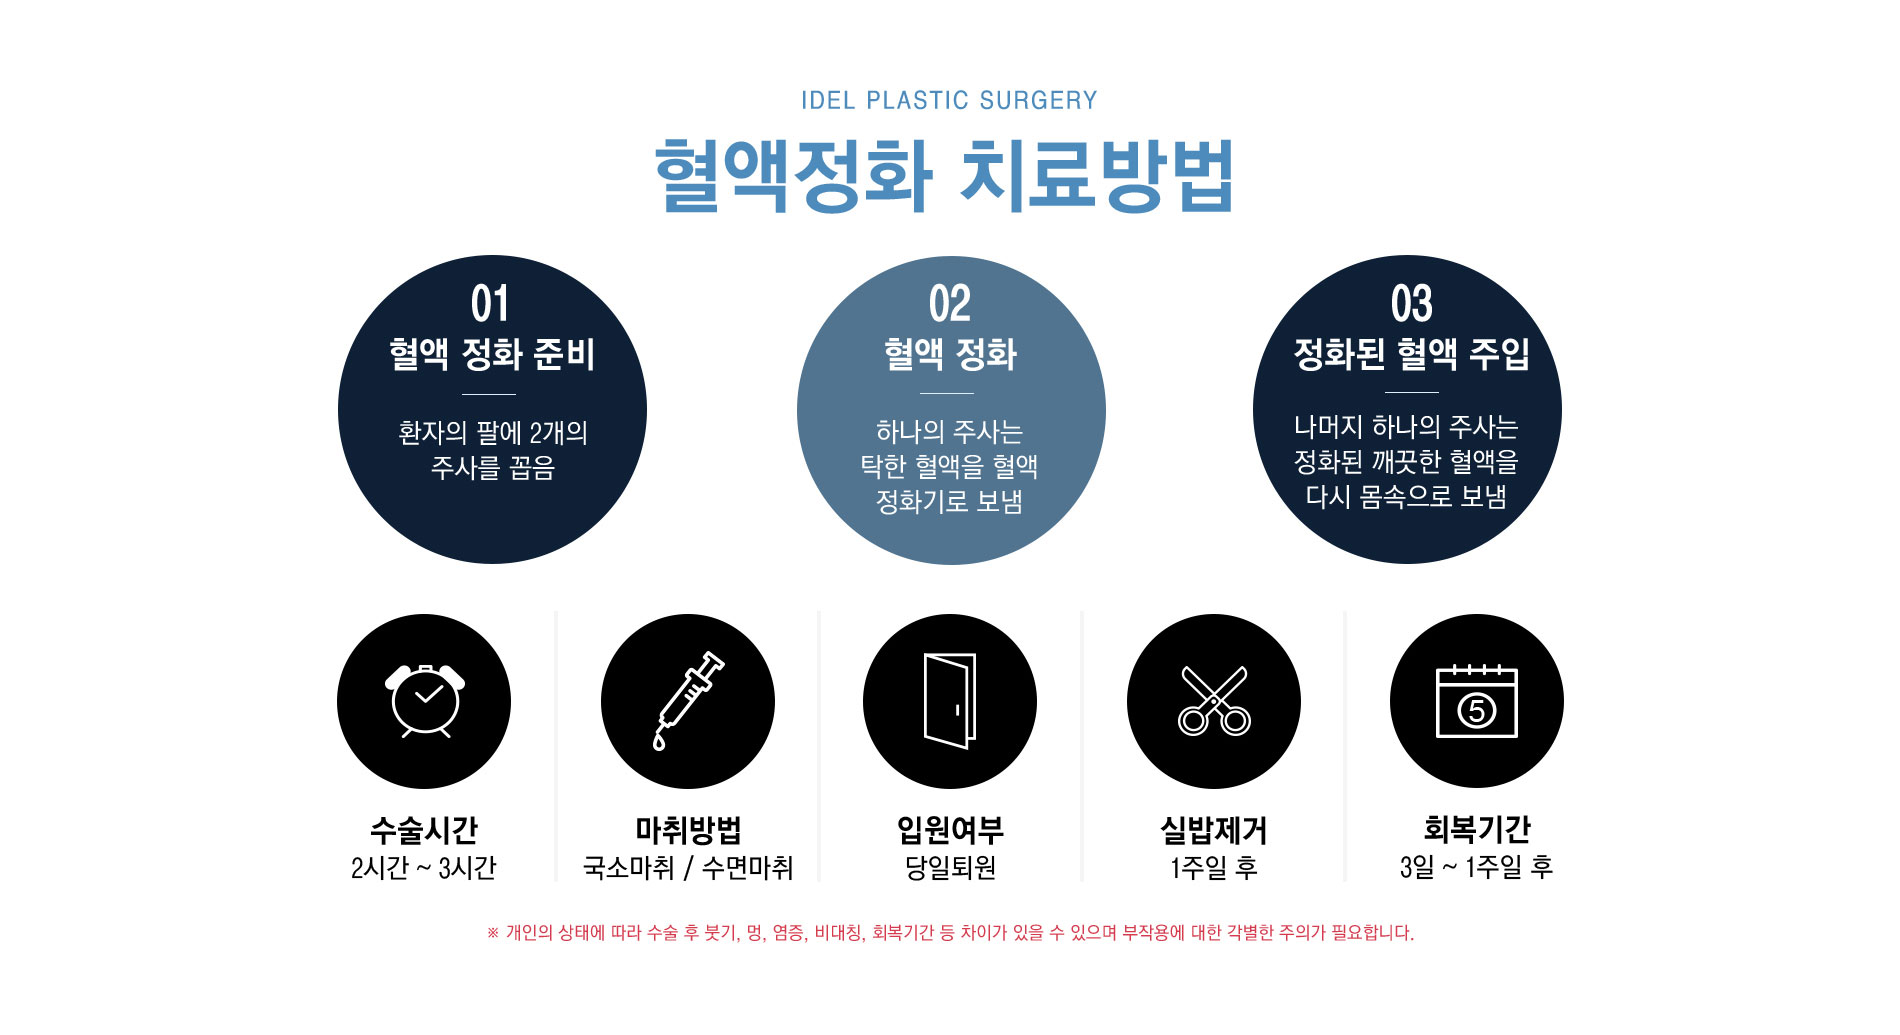 IDEL PLASTIC SURGERY
혈액정화 치료방법
01
혈액 정화 준비
환자의 팔에 2개의
주사를 꼽음
02
혈액 정화
하나의 주사는
탁한 혈액을 혈액
정화기로 보냄
03
정화된 혈액 주입
나머지 하나의 주사는
정화된 깨끗한 혈액을
다시 몸속으로 보냄
수술시간
2시간 ~ 3시간
마취방법
국소마취 / 수면마취
입원여부
당일퇴원
실밥제거
1주일 후
5
회복기간
3일 ~ 1주일 후
※ 개인의 상태에 따라 수술 후 붓기, 멍, 염증, 비대칭, 회복기간 등 차이가 있을 수 있으며 부작용에 대한 각별한 주의가 필요합니다.